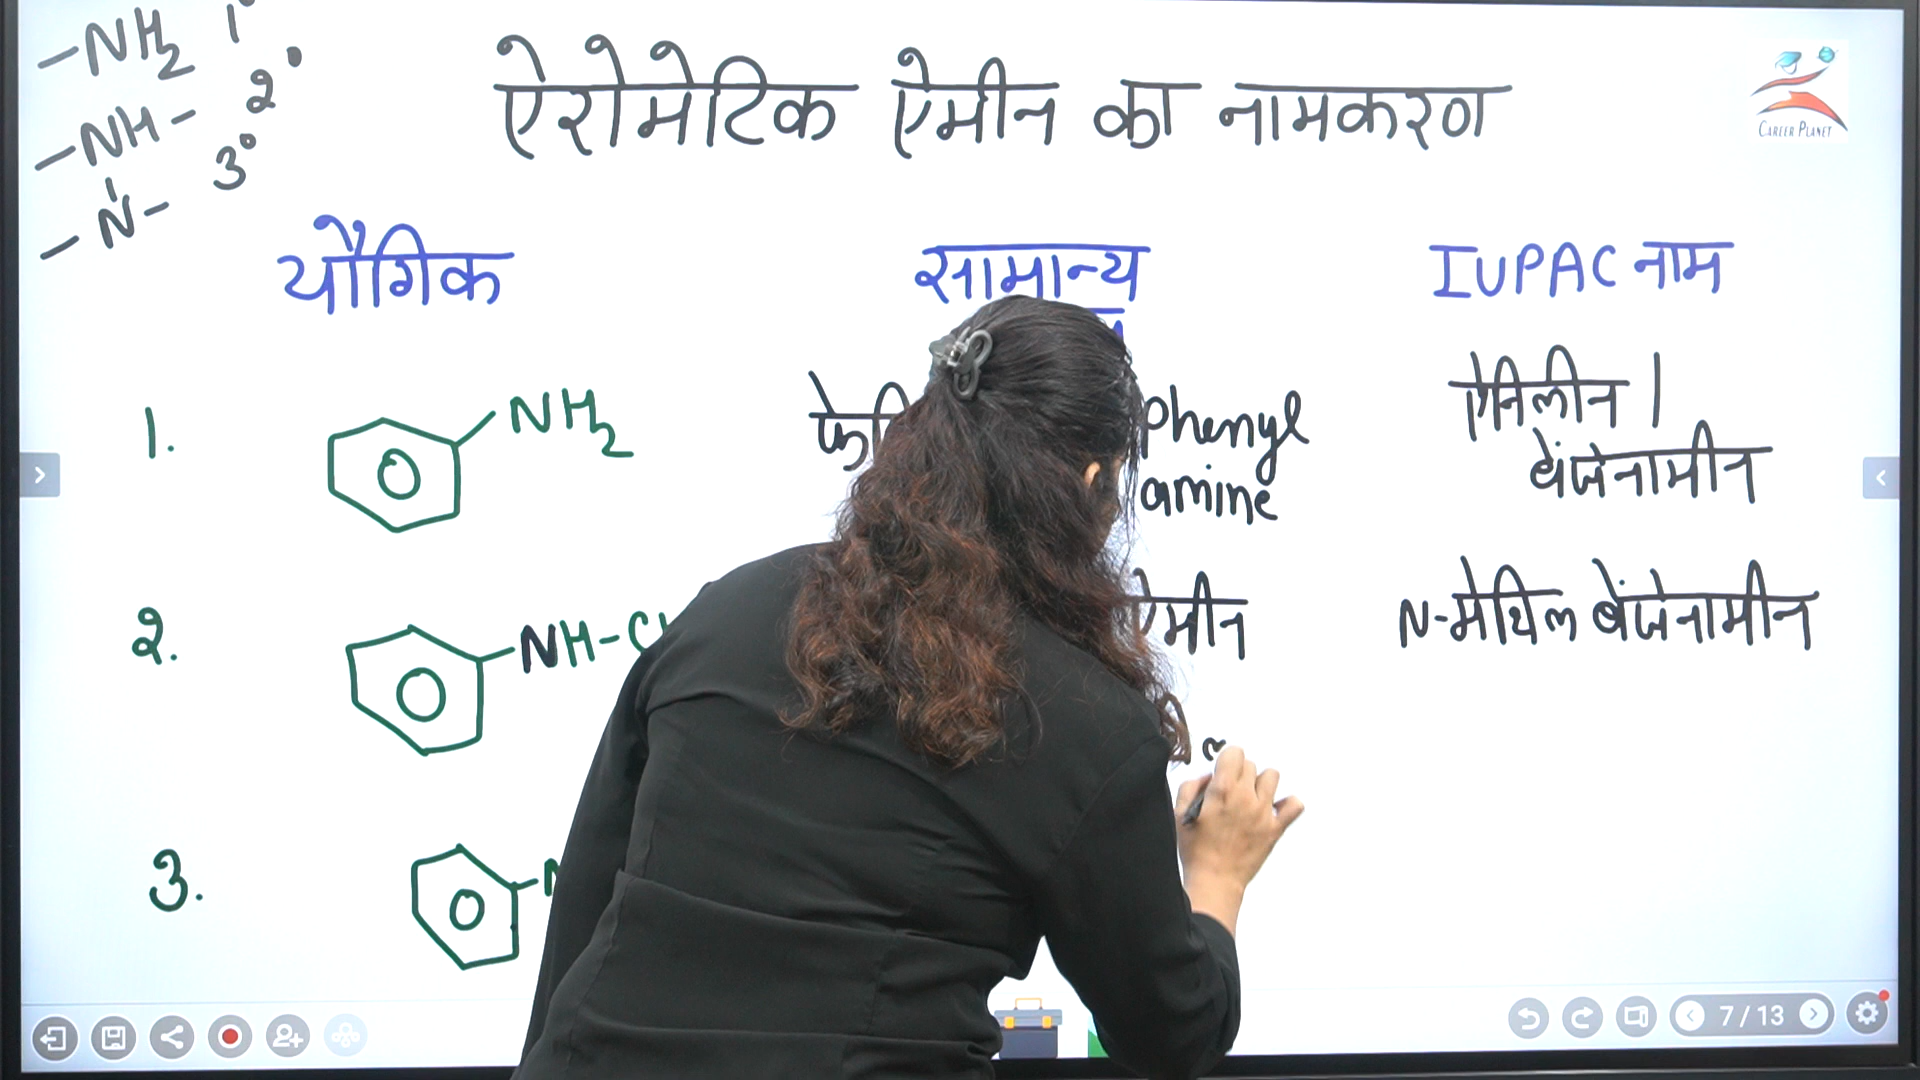 -NH2 1°
-NH- 2°
-N- 3°
ऐरोमेटिक ऐमीन का नामकरण
CAREER PLANET
यौगिक सामान्य IUPAC नाम
1. NH2 Phenyl amine ऐनिलीन / बेंजेनामीन
2. NH-C N-मेथिल बेंजेनामीन
3.
7/13